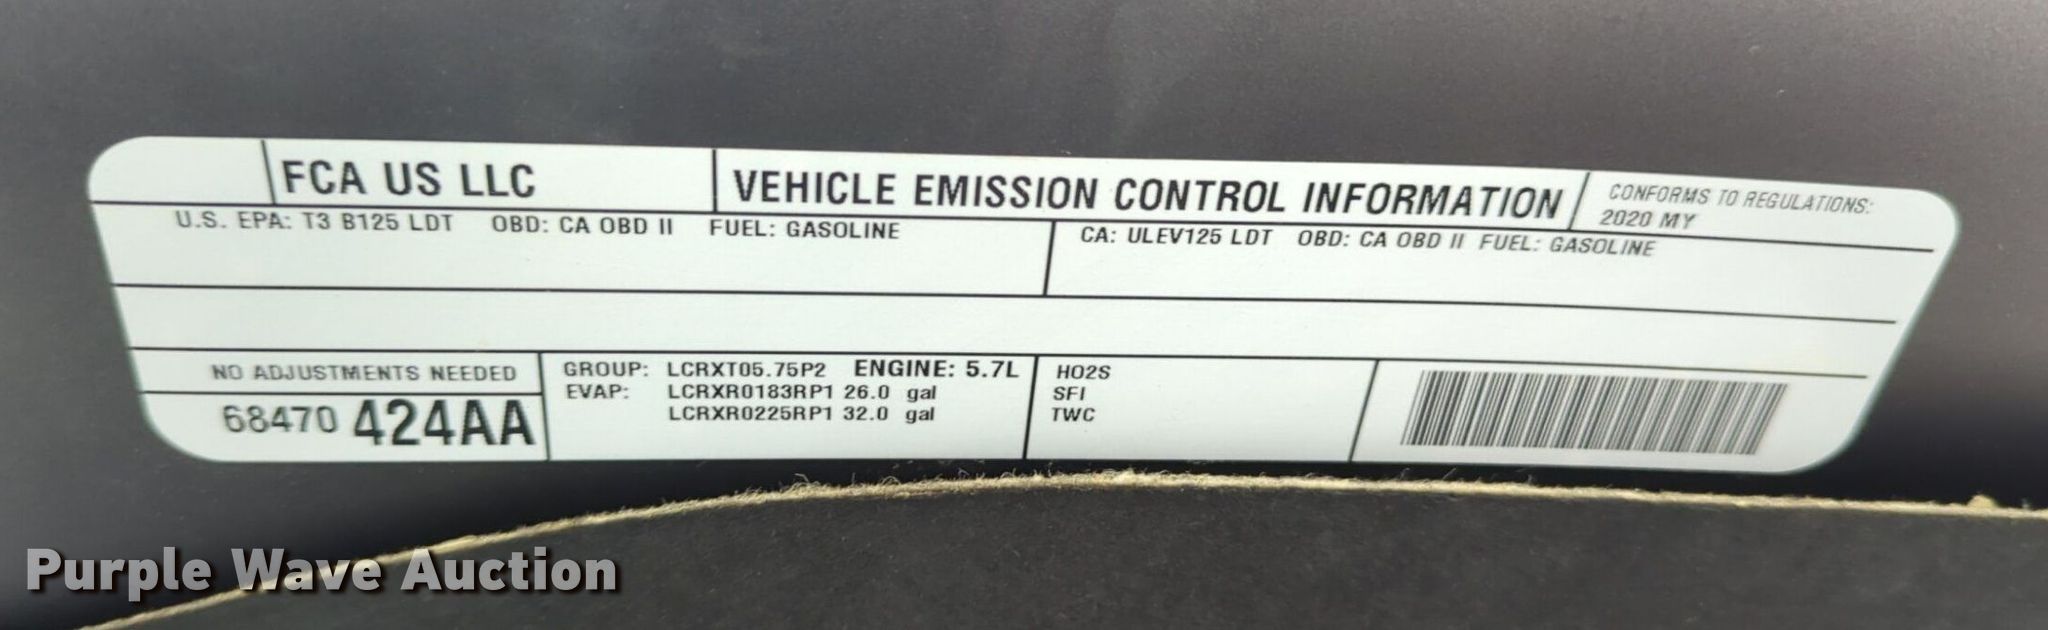 FCA US LLC
VEHICLE EMISSION CONTROL INFORMATION
CONFORMS TO REGULATIONS:
2020 MY
U.S. EPA: T3 B125 LDT OBD: CA OBD II FUEL: GASOLINE
CA: ULEV125 LDT OBD: CA OBD II FUEL: GASOLINE
NO ADJUSTMENTS NEEDED
68470 424AA
GROUP: LCRXT05.75P2 ENGINE: 5.7L
EVAP: LCRXR0183RP1 26.0 gal
LCRXR0225RP1 32.0 gal
HO2S
SFI
TWC
Purple Wave Auction